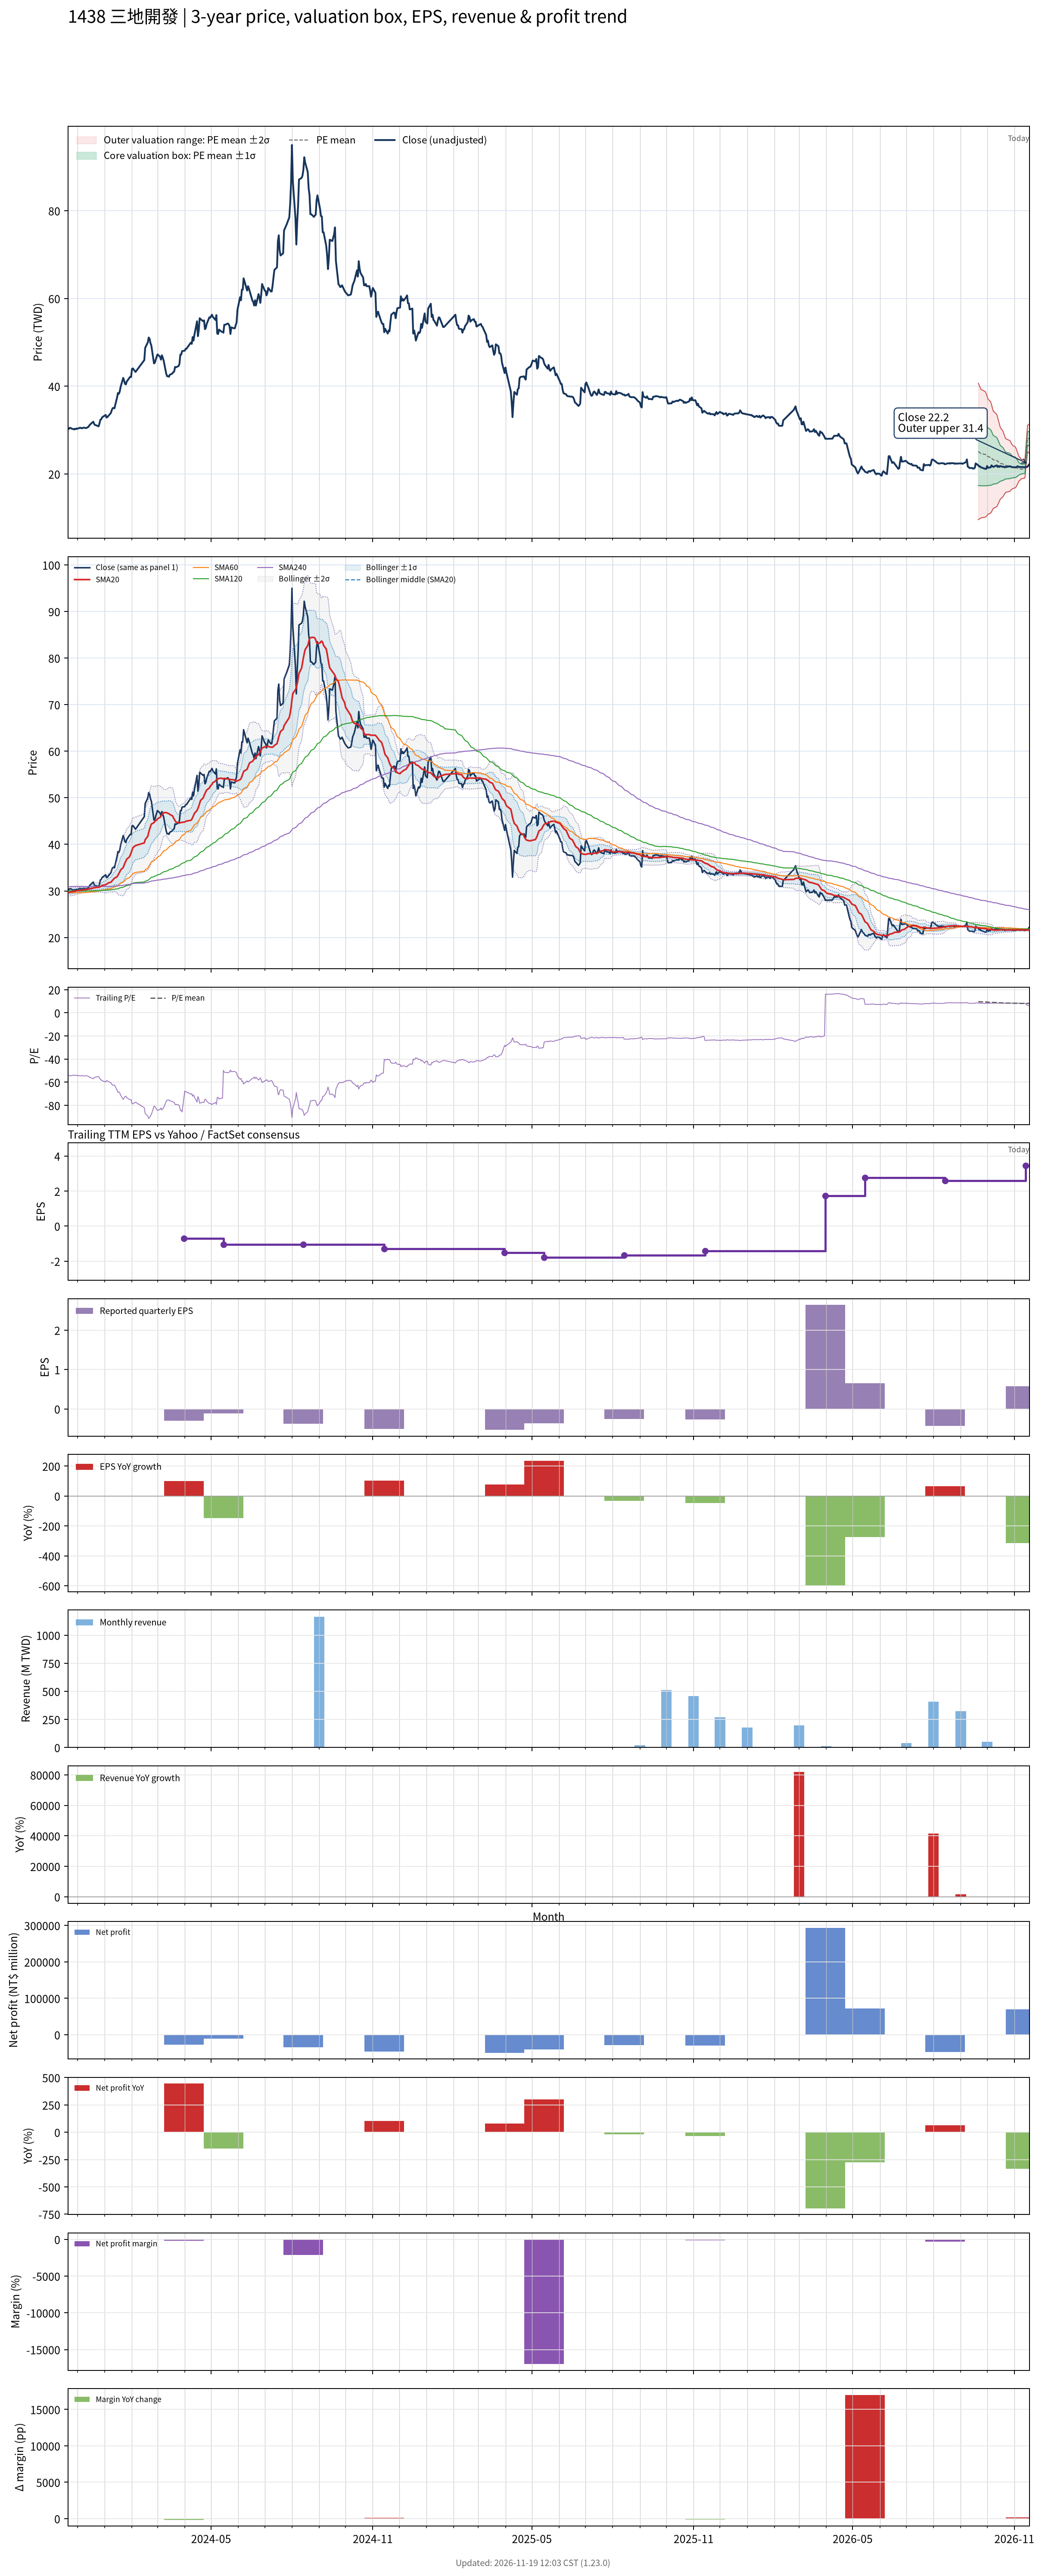 1438 三地開發 | 3-year price, valuation box, EPS, revenue & profit trend
Outer valuation range: PE mean ±2σ
Core valuation box: PE mean ±1σ
PE mean
Close (unadjusted)
Today
Price (TWD)
80
60
40
20
Close 22.2
Outer upper 31.4
Close (same as panel 1)
SMA20
SMA60
SMA120
SMA240
Bollinger ±2σ
Bollinger ±1σ
Bollinger middle (SMA20)
Price
100
90
80
70
60
50
40
30
20
Trailing P/E
P/E mean
P/E
20
0
-20
-40
-60
-80
Trailing TTM EPS vs Yahoo / FactSet consensus
Today
EPS
4
2
0
-2
Reported quarterly EPS
EPS
2
1
0
EPS YoY growth
YoY (%)
200
0
-200
-400
-600
Monthly revenue
Revenue (M TWD)
1000
750
500
250
0
Revenue YoY growth
YoY (%)
80000
60000
40000
20000
0
Month
Net profit
Net profit (NT$ million)
300000
200000
100000
0
Net profit YoY
YoY (%)
500
250
0
-250
-500
-750
Net profit margin
Margin (%)
0
-5000
-10000
-15000
Margin YoY change
Δ margin (pp)
15000
10000
5000
0
2024-05
2024-11
2025-05
2025-11
2026-05
2026-11
Updated: 2026-11-19 12:03 CST (1.23.0)